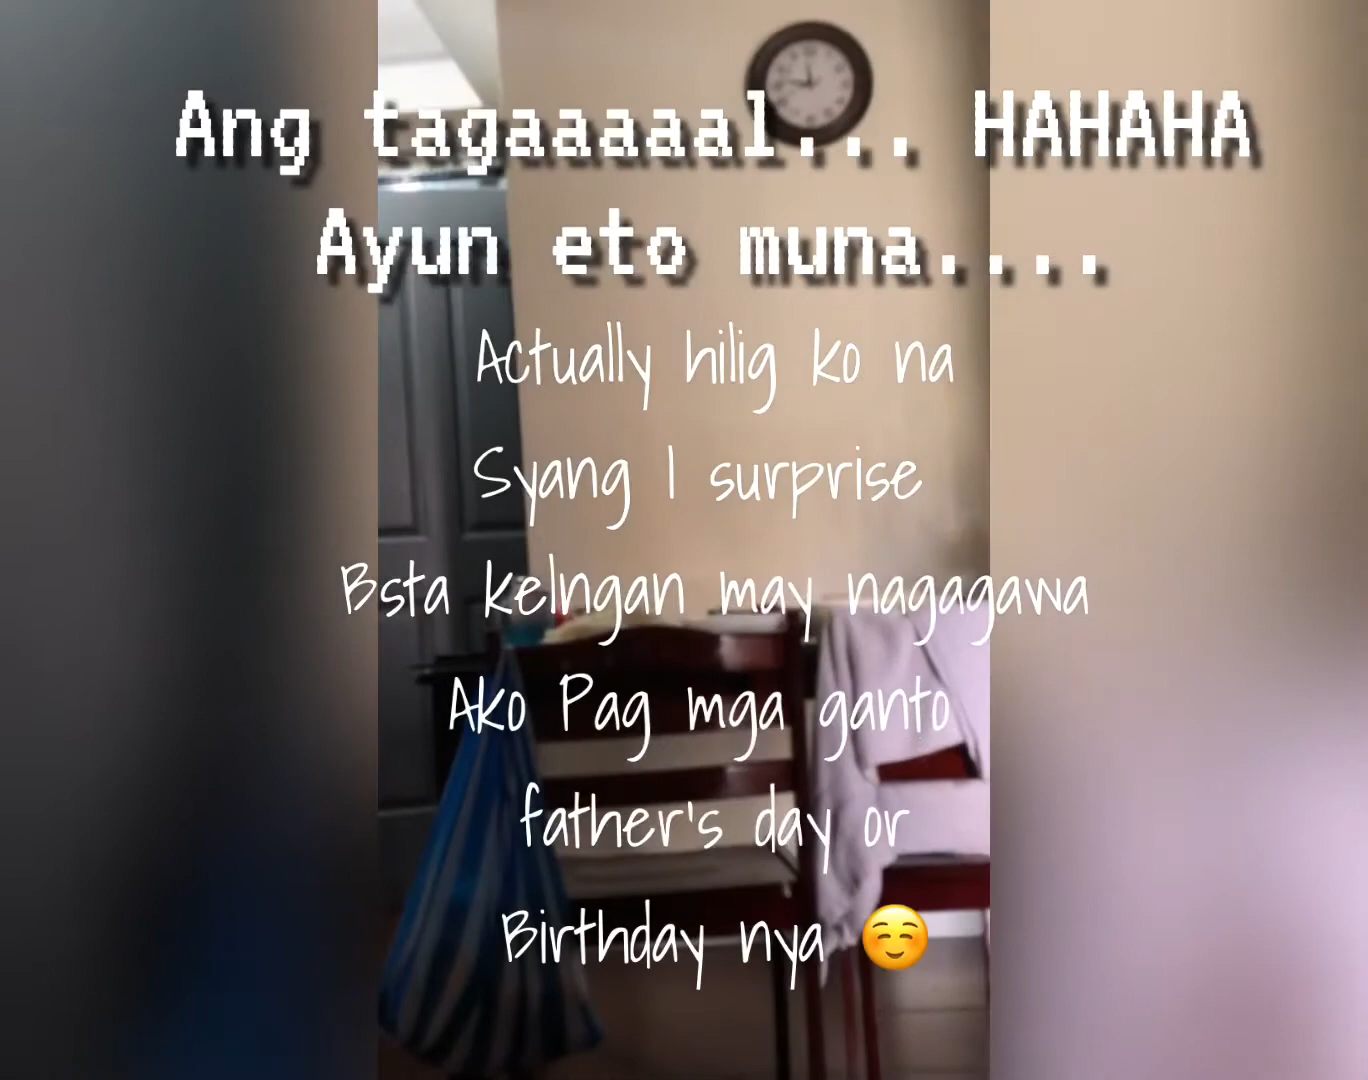 Ang tagaaaaal... HAHAHA
Ayun eto muna....
Actually hilig ko na
Syang I surprise
Bsta kelngan may nagagawa
Ako Pag mga ganto
father's day or
Birthday nya ☺️